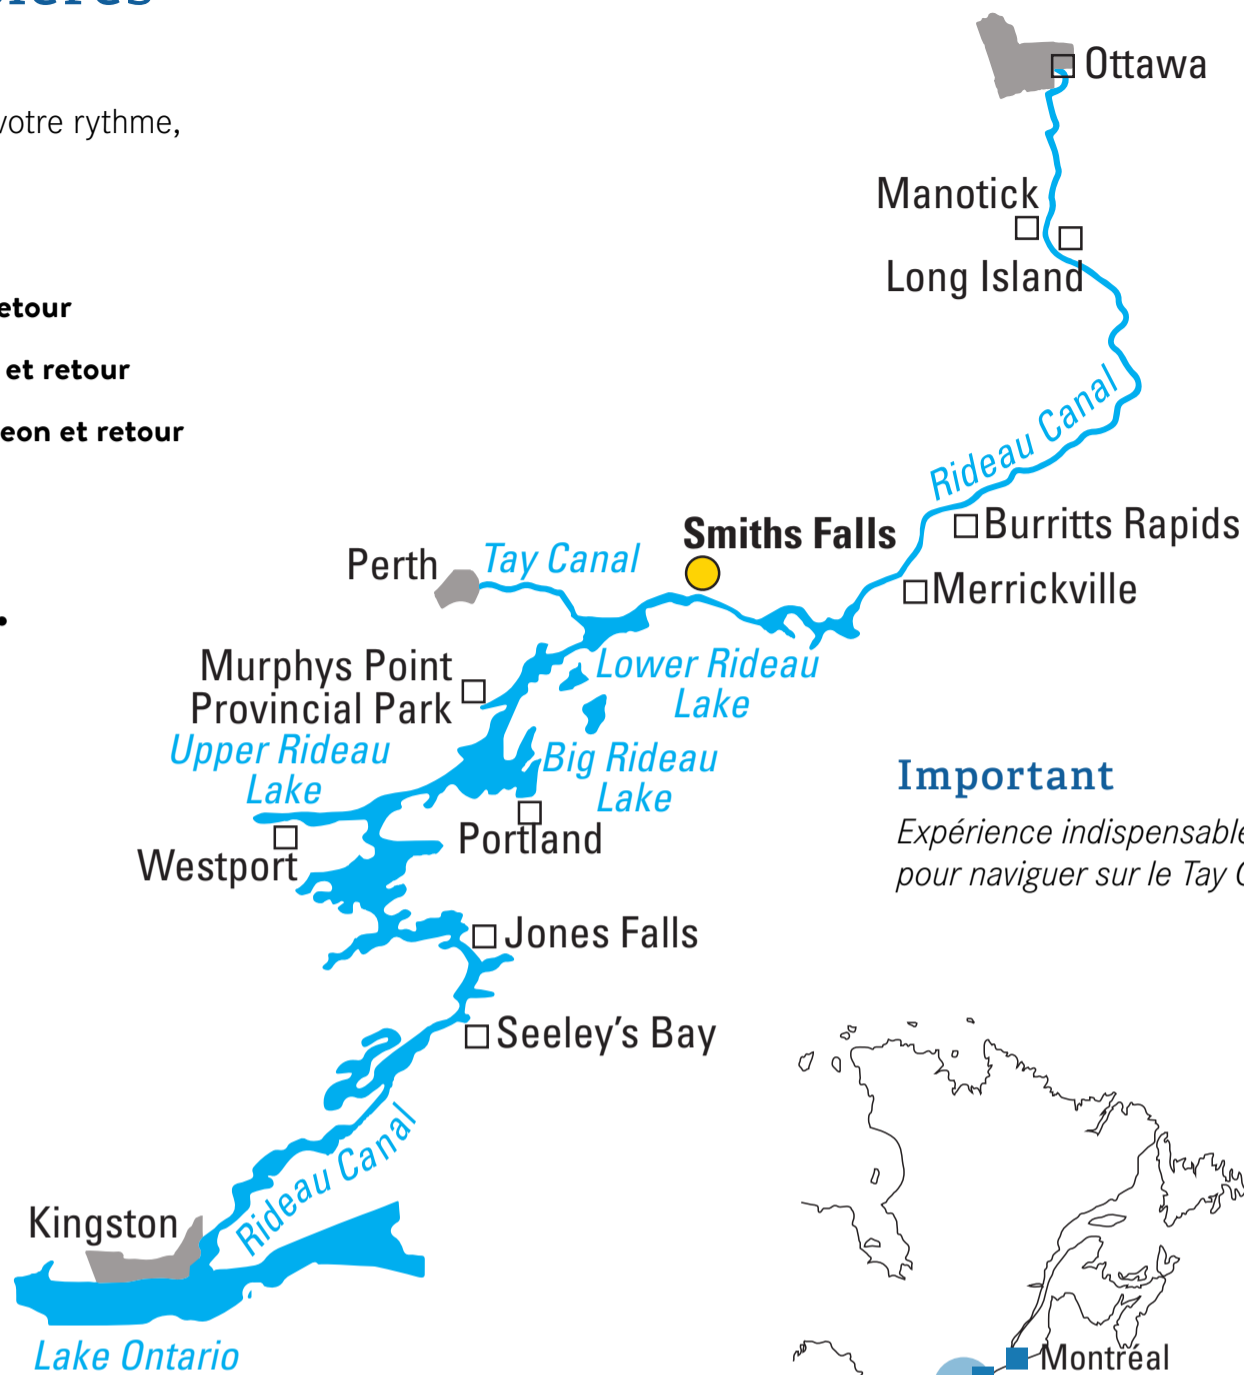 votre rythme,
et retour
et retour
Ottawa
Manotick
Long Island
Rideau Canal
Burritts Rapids
Smiths Falls
Merrickville
Perth
Tay Canal
Murphys Point
Provincial Park
Lower Rideau
Lake
Upper Rideau
Lake
Big Rideau
Lake
Portland
Westport
Important
Expérience indispensable
pour naviguer sur le Tay
Jones Falls
Seeley's Bay
Rideau Canal
Kingston
Lake Ontario
Montréal